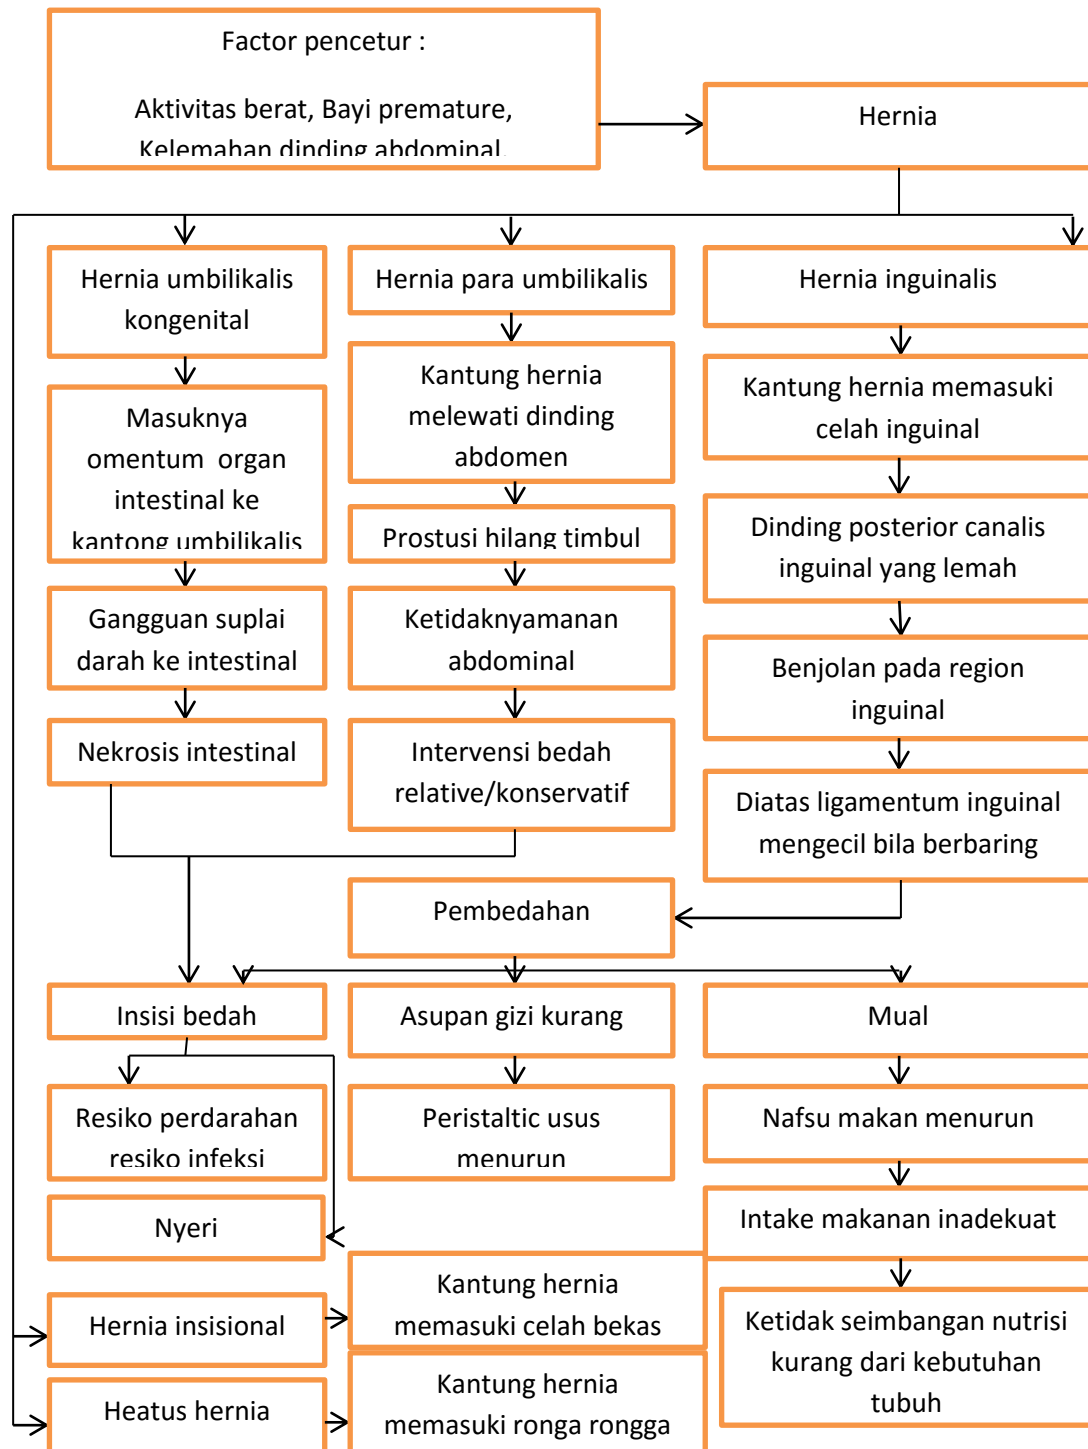 Factor pencetur :
Aktivitas berat, Bayi premature,
Kelemahan dinding abdominal.
Hernia
Hernia umbilikalis
kongenital
Hernia para umbilikalis
Hernia inguinalis
Masuknya
omentum organ
intestinal ke
kantong umbilikalis
Kantung hernia
melewati dinding
abdomen
Kantung hernia memasuki
celah inguinal
Prostusi hilang timbul
Dinding posterior canalis
inguinal yang lemah
Gangguan suplai
darah ke intestinal
Ketidaknyamanan
abdominal
Benjolan pada region
inguinal
Nekrosis intestinal
Intervensi bedah
relative/konservatif
Diatas ligamentum inguinal
mengecil bila berbaring
Pembedahan
Insisi bedah
Asupan gizi kurang
Mual
Resiko perdarahan
resiko infeksi
Peristaltic usus
menurun
Nafsu makan menurun
Nyeri
Intake makanan inadekuat
Hernia insisional
Kantung hernia
memasuki celah bekas
Ketidak seimbangan nutrisi
kurang dari kebutuhan
tubuh
Heatus hernia
Kantung hernia
memasuki ronga rongga